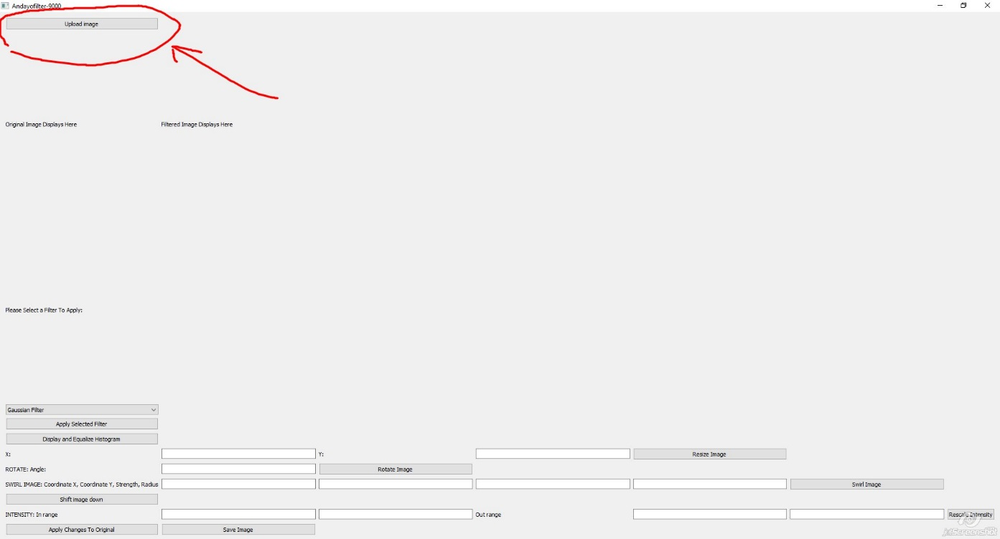 Andayofilter-9000
Upload image
Original Image Displays Here
Filtered Image Displays Here
Please Select a Filter To Apply:
Gaussian Filter
Apply Selected Filter
Display and Equalize Histogram
X:
Y:
Resize Image
ROTATE: Angle:
Rotate Image
SWIRL IMAGE: Coordinate X, Coordinate Y, Strength, Radius
Swirl Image
Shift image down
INTENSITY: In range
Out range
Rescale Intensity
Apply Changes To Original
Save Image
jetScreenshot